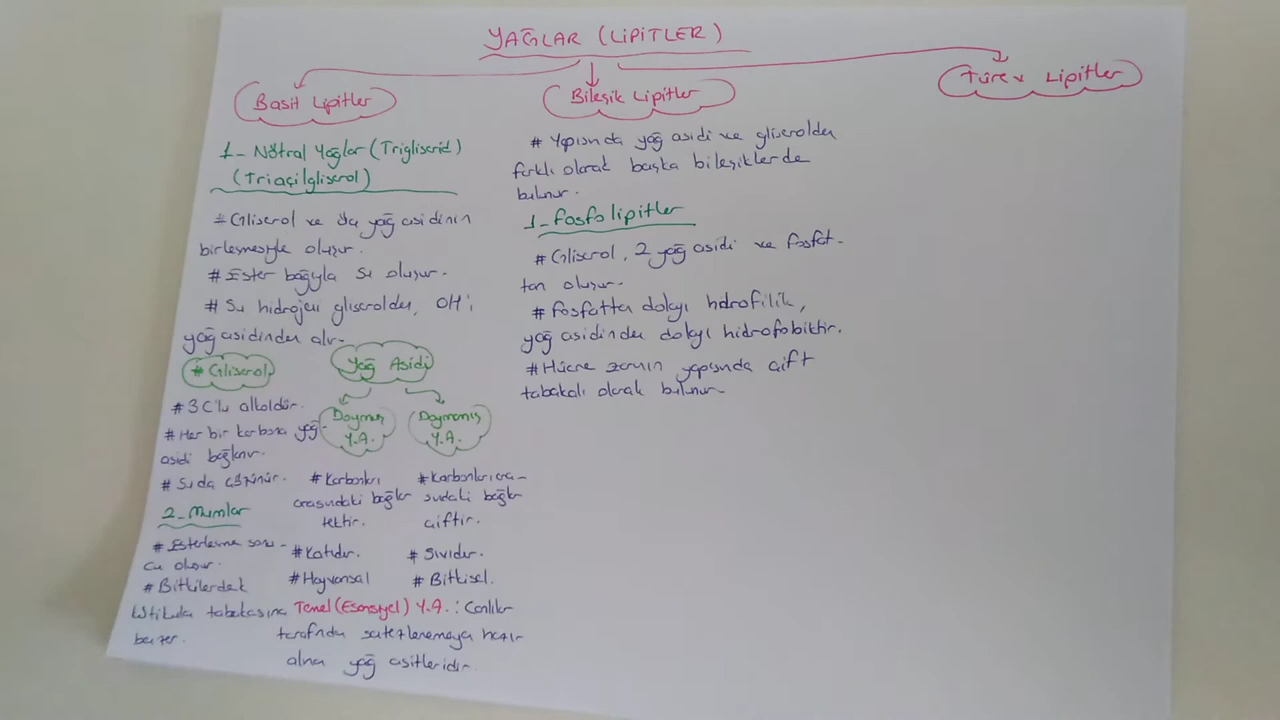 YAĞLAR (LİPİTLER)
Basit Lipitler
1- Nötral Yağlar (Trigliserid)
(Triaçilgliserol)
# Gliserol ve 3 yağ asidinin
birleşmesiyle oluşur.
# Ester bağıyla su oluşur.
# Su hidrojeni gliserolden, OH'ı
yağ asidinden alır.
# Gliserol
# 3 C'lu alkoldür.
# Her bir karbona yağ
asidi bağlanır.
# Suda çözünür.
2- Mumlar
# Esterleşme sonu-
cu oluşur.
# Bitkilerdeki
kütikula tabakasına
benzer.
Yağ Asidi
Doymuş
Y.A.
# Karbonları
arasındaki bağlar
tektir.
# Katıdır.
# Hayvansal
Doymamış
Y.A.
# Karbonları ara-
sındaki bağlar
çiftir.
# Sıvıdır.
# Bitkisel.
Temel (Esansiyel) Y.A. : Canlılar
tarafından sentezlenemeyip hazır
alınan yağ asitleridir.
Bileşik Lipitler
# Yapısında yağ asidi ve gliserolden
farklı olarak başka bileşiklerde
bulunur.
1- Fosfolipitler
# Gliserol, 2 yağ asidi ve fosfat-
tan oluşur.
# Fosfattan dolayı hidrofilik,
yağ asidinden dolayı hidrofobiktir.
# Hücre zarının yapısında çift
tabakalı olarak bulunur.
Türev Lipitler